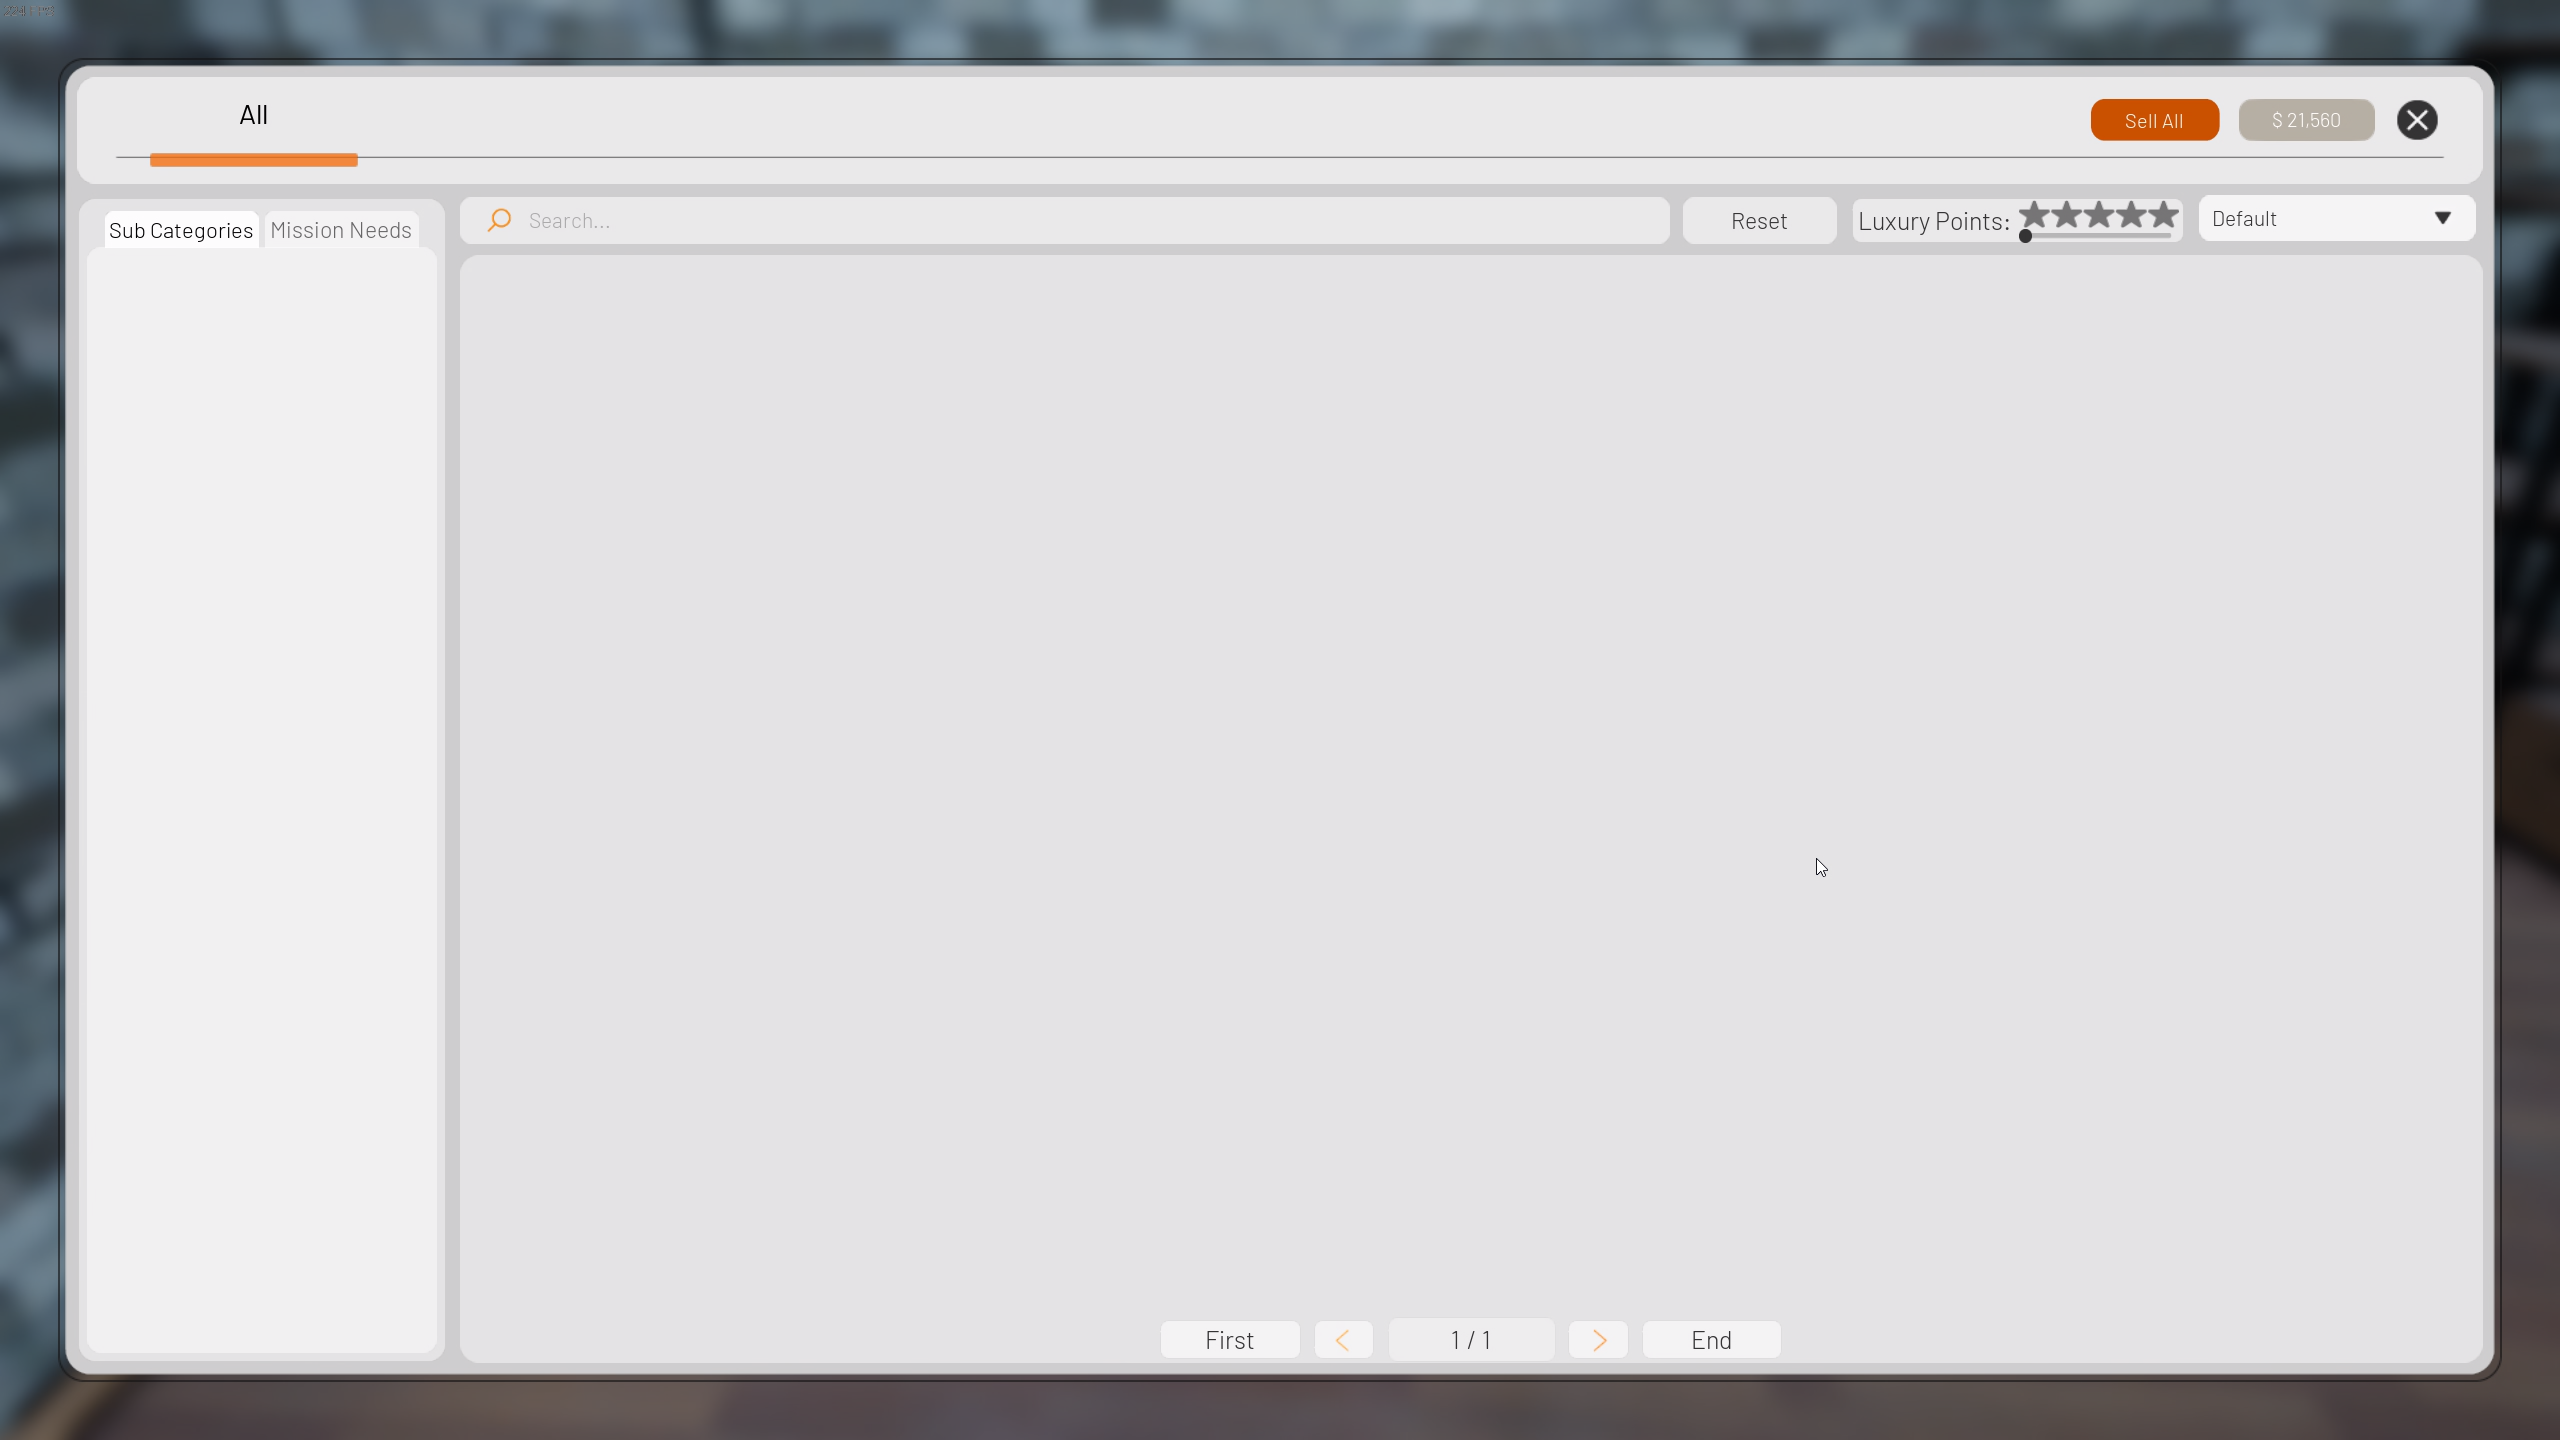 All
Sell All
$ 21,560
Sub Categories
Mission Needs
Search...
Reset
Luxury Points:
Default
First
1 / 1
End